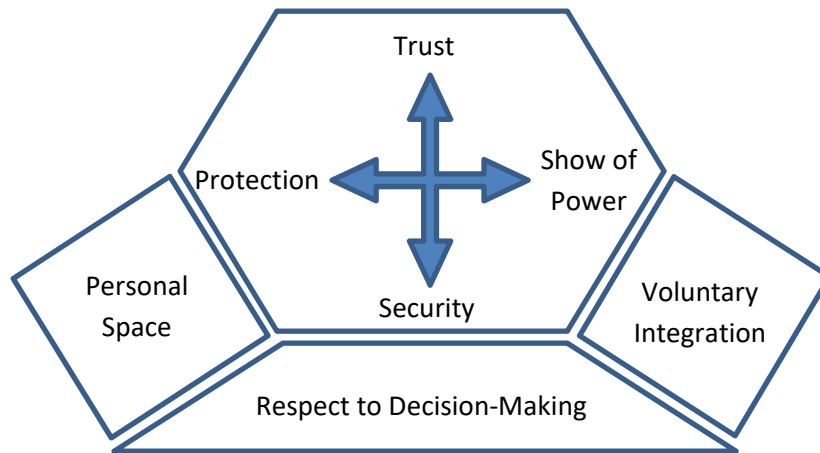 Trust
Protection
Show of
Power
Security
Personal
Space
Voluntary
Integration
Respect to Decision-Making